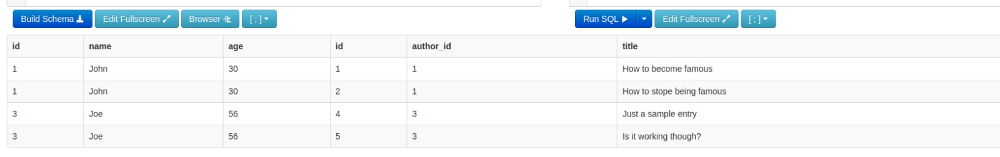 Build Schema Edit Fullscreen Browser [ ; ] Run SQL Edit Fullscreen [ ; ]
id name age id author_id title
1 John 30 1 1 How to become famous
1 John 30 2 1 How to stope being famous
3 Joe 56 4 3 Just a sample entry
3 Joe 56 5 3 Is it working though?